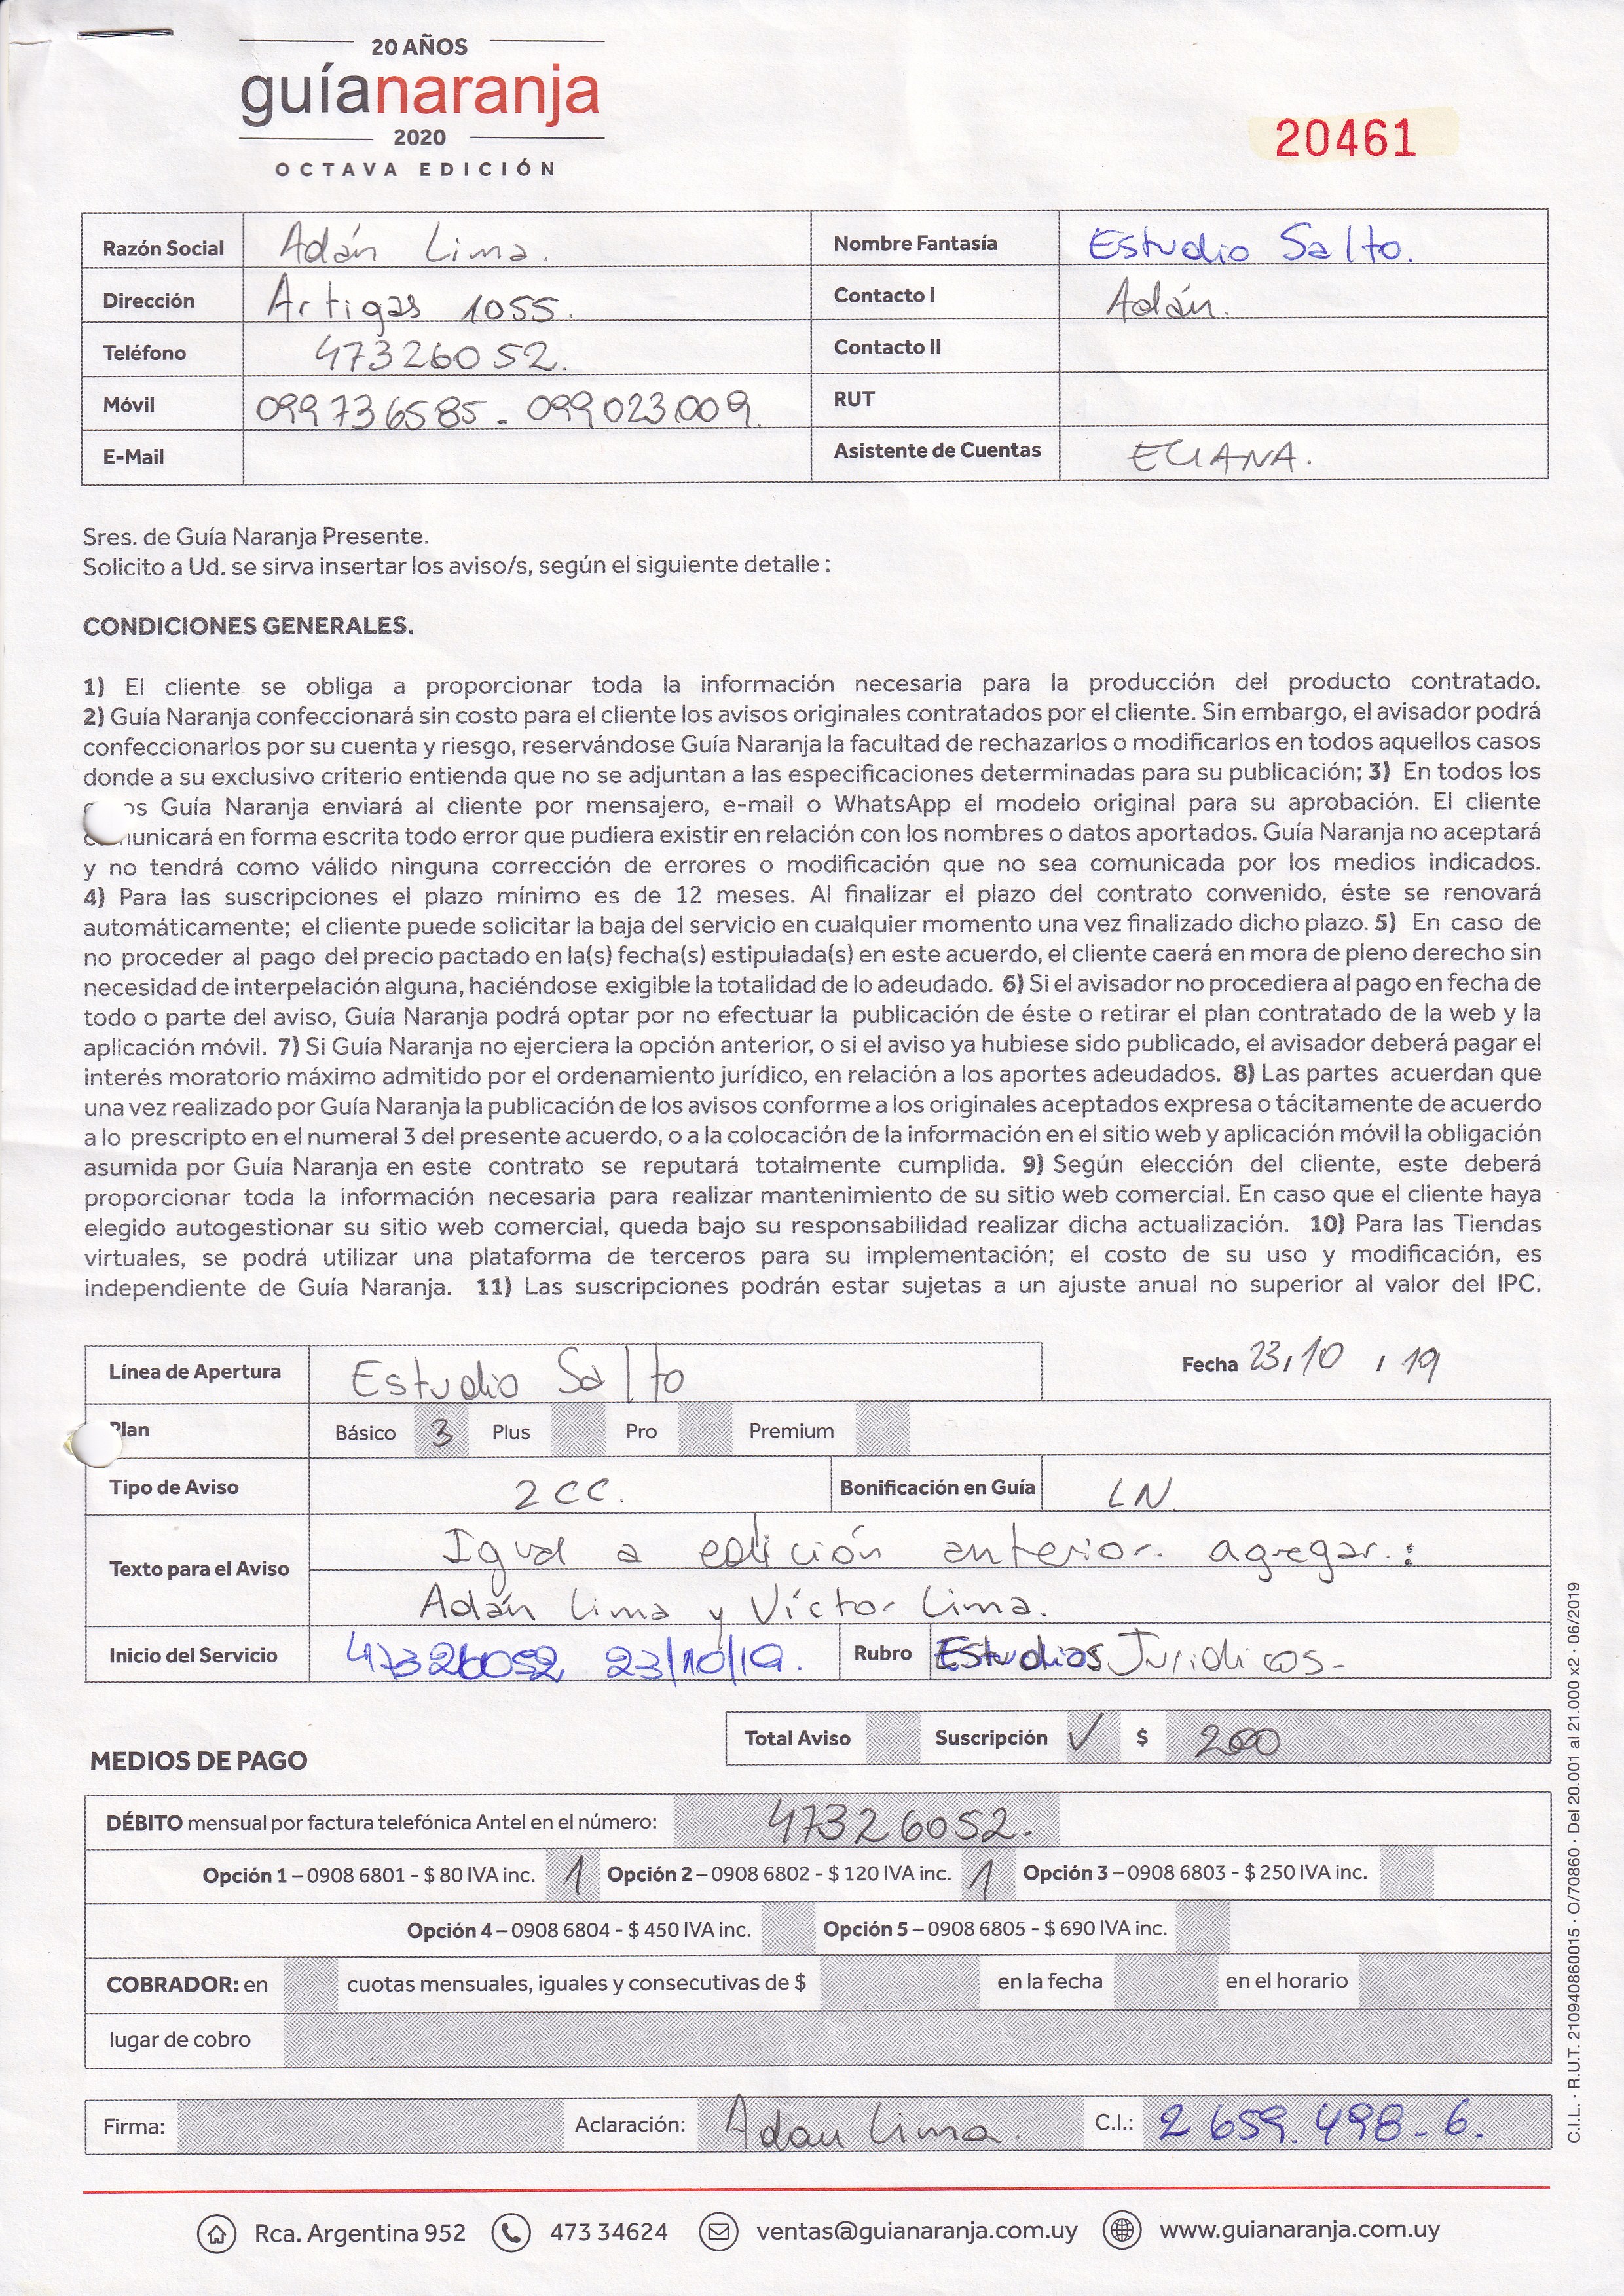 20 AÑOS
guíanaranja
2020
OCTAVA EDICIÓN
20461
Razón Social Adán Lima. Nombre Fantasía Estudio Salto.
Dirección Artigas 1055. Contacto I Adán.
Teléfono 47326052. Contacto II
Móvil 099736585 - 099023009. RUT
E-Mail Asistente de Cuentas ELIANA.
Sres. de Guía Naranja Presente.
Solicito a Ud. se sirva insertar los aviso/s, según el siguiente detalle :
CONDICIONES GENERALES.
1) El cliente se obliga a proporcionar toda la información necesaria para la producción del producto contratado.
2) Guía Naranja confeccionará sin costo para el cliente los avisos originales contratados por el cliente. Sin embargo, el avisador podrá
confeccionarlos por su cuenta y riesgo, reservándose Guía Naranja la facultad de rechazarlos o modificarlos en todos aquellos casos
donde a su exclusivo criterio entienda que no se adjuntan a las especificaciones determinadas para su publicación; 3) En todos los
Guía Naranja enviará al cliente por mensajero, e-mail o WhatsApp el modelo original para su aprobación. El cliente
en forma escrita todo error que pudiera existir en relación con los nombres o datos aportados. Guía Naranja no aceptará
y no tendrá como válido ninguna corrección de errores o modificación que no sea comunicada por los medios indicados.
4) Para las suscripciones el plazo mínimo es de 12 meses. Al finalizar el plazo del contrato convenido, éste se renovará
automáticamente; el cliente puede solicitar la baja del servicio en cualquier momento una vez finalizado dicho plazo. 5) En caso de
no proceder al pago del precio pactado en la(s) fecha(s) estipulada(s) en este acuerdo, el cliente caerá en mora de pleno derecho sin
necesidad de interpelación alguna, haciéndose exigible la totalidad de lo adeudado. 6) Si el avisador no procediera al pago en fecha de
todo o parte del aviso, Guía Naranja podrá optar por no efectuar la publicación de éste o retirar el plan contratado de la web y la
aplicación móvil. 7) Si Guía Naranja no ejerciera la opción anterior, o si el aviso ya hubiese sido publicado, el avisador deberá pagar el
interés moratorio máximo admitido por el ordenamiento jurídico, en relación a los aportes adeudados. 8) Las partes acuerdan que
una vez realizado por Guía Naranja la publicación de los avisos conforme a los originales aceptados expresa o tácitamente de acuerdo
a lo prescripto en el numeral 3 del presente acuerdo, o a la colocación de la información en el sitio web y aplicación móvil la obligación
asumida por Guía Naranja en este contrato se reputará totalmente cumplida. 9) Según elección del cliente, este deberá
proporcionar toda la información necesaria para realizar mantenimiento de su sitio web comercial. En caso que el cliente haya
elegido autogestionar su sitio web comercial, queda bajo su responsabilidad realizar dicha actualización. 10) Para las Tiendas
virtuales, se podrá utilizar una plataforma de terceros para su implementación; el costo de su uso y modificación, es
independiente de Guía Naranja. 11) Las suscripciones podrán estar sujetas a un ajuste anual no superior al valor del IPC.
Línea de Apertura Estudio Salto Fecha 23/10/19
Plan Básico 3 Plus Pro Premium
Tipo de Aviso 2CC. Bonificación en Guía LN
Texto para el Aviso Igual a edición anterior. agregar.:
Adán Lima y Víctor Lima.
Inicio del Servicio 47326052 23/10/19. Rubro Estudios Jurídicos-
Total Aviso Suscripción ✓ $ 200
MEDIOS DE PAGO
DÉBITO mensual por factura telefónica Antel en el número: 47326052.
Opción 1 – 0908 6801 - $ 80 IVA inc. 1 Opción 2 – 0908 6802 - $ 120 IVA inc. 1 Opción 3 – 0908 6803 - $ 250 IVA inc.
Opción 4 – 0908 6804 - $ 450 IVA inc. Opción 5 – 0908 6805 - $ 690 IVA inc.
COBRADOR: en cuotas mensuales, iguales y consecutivas de $ en la fecha en el horario
lugar de cobro
Firma: Aclaración: Adan Lima. C.I.: 2 659.498-6.
Rca. Argentina 952 473 34624 ventas@guianaranja.com.uy www.guianaranja.com.uy
C.I.L. · R.U.T. 210940860015 · O/70860 · Del 20.001 al 21.000 x2 · 06/2019